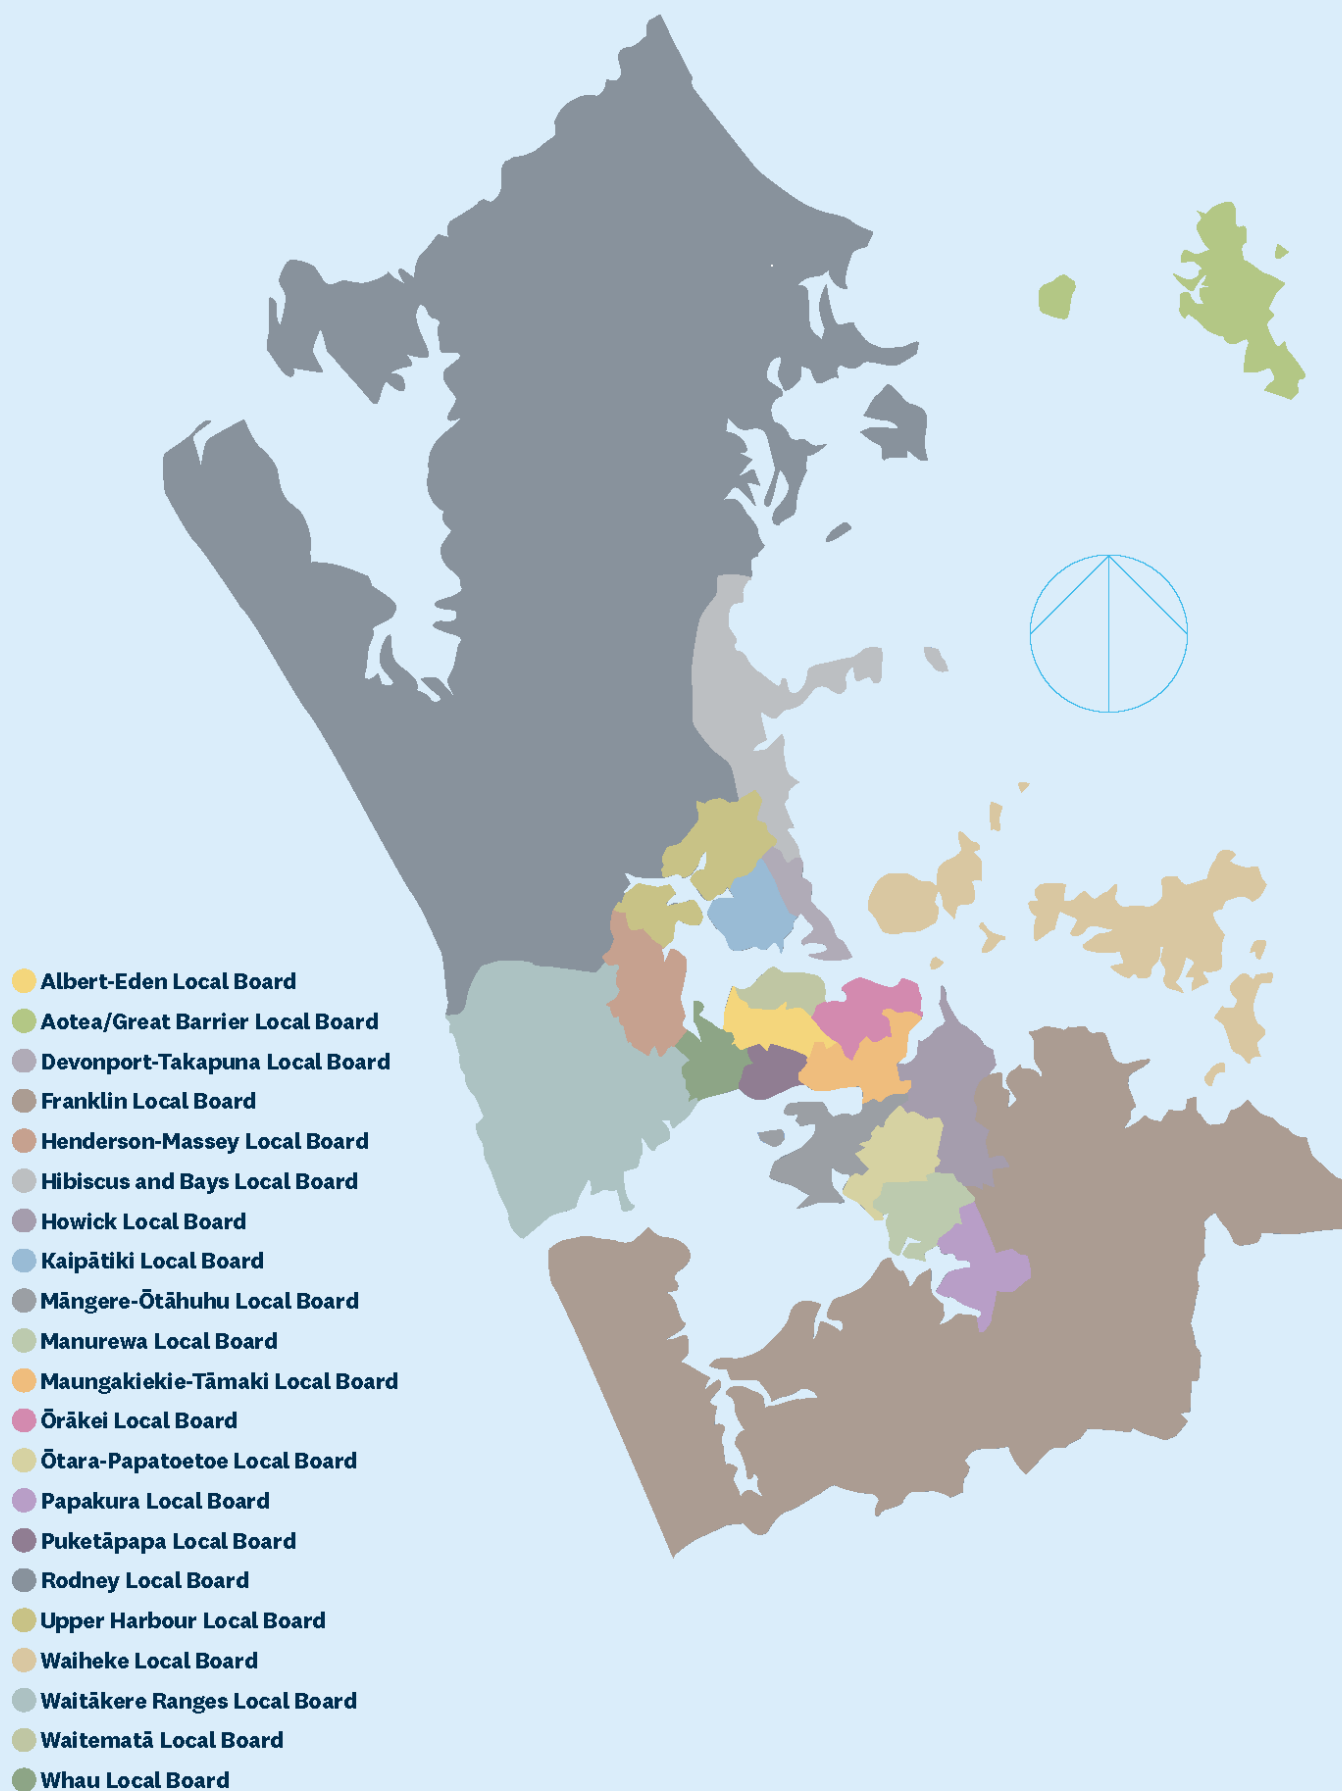 Albert-Eden Local Board
Aotea/Great Barrier Local Board
Devonport-Takapuna Local Board
Franklin Local Board
Henderson-Massey Local Board
Hibiscus and Bays Local Board
Howick Local Board
Kaipātiki Local Board
Māngere-Ōtāhuhu Local Board
Manurewa Local Board
Maungakiekie-Tāmaki Local Board
Ōrākei Local Board
Ōtara-Papatoetoe Local Board
Papakura Local Board
Puketāpapa Local Board
Rodney Local Board
Upper Harbour Local Board
Waiheke Local Board
Waitākere Ranges Local Board
Waitematā Local Board
Whau Local Board